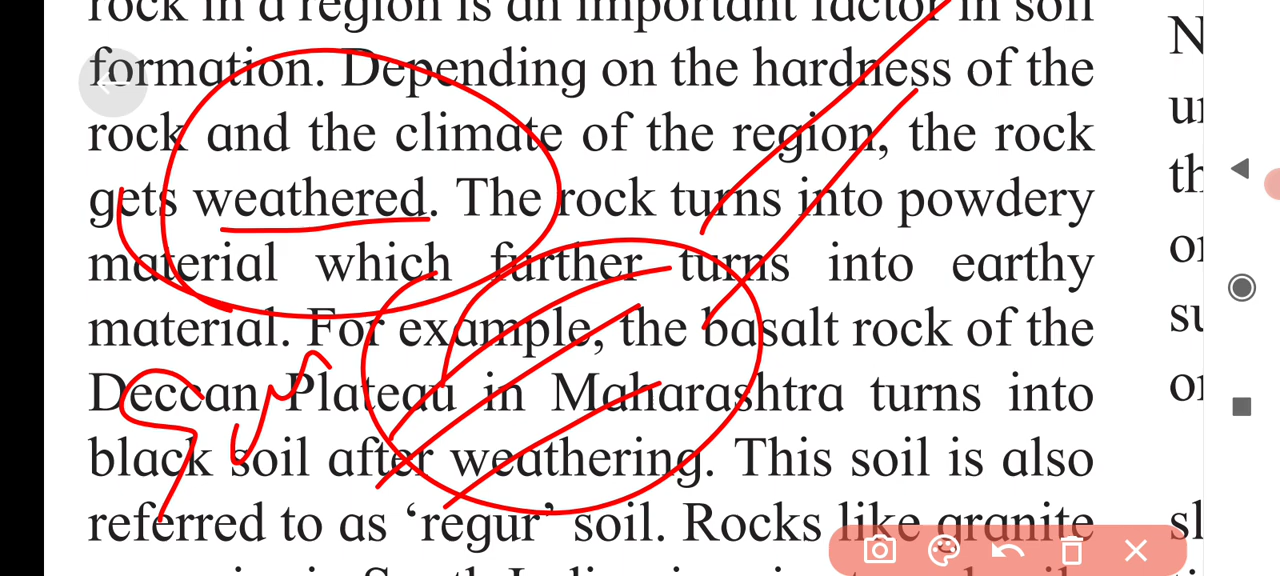 rock in a region is an important factor in soil
formation. Depending on the hardness of the
rock and the climate of the region, the rock
gets weathered. The rock turns into powdery
material which further turns into earthy
material. For example, the basalt rock of the
Deccan Plateau in Maharashtra turns into
black soil after weathering. This soil is also
referred to as ‘regur’ soil. Rocks like granite
N
th
or
sl